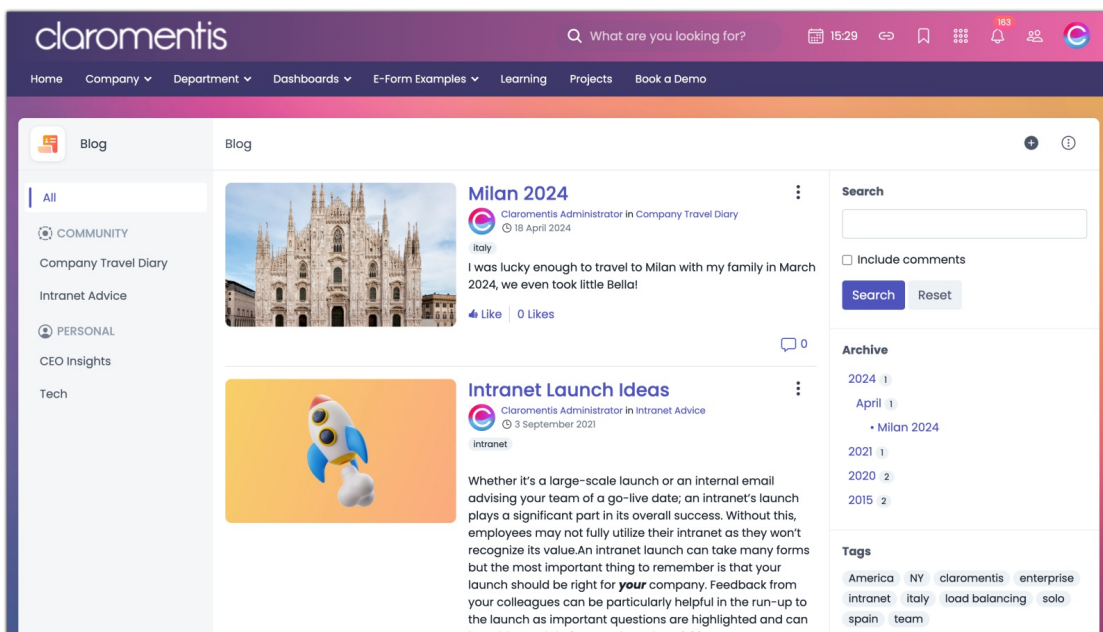 claromentis
What are you looking for?
15:29
163
Home Company Department Dashboards E-Form Examples Learning Projects Book a Demo
Blog
All
COMMUNITY
Company Travel Diary
Intranet Advice
PERSONAL
CEO Insights
Tech
Blog
Milan 2024
Claromentis Administrator in Company Travel Diary
18 April 2024
italy
I was lucky enough to travel to Milan with my family in March
2024, we even took little Bella!
Like 0 Likes
0
Intranet Launch Ideas
Claromentis Administrator in Intranet Advice
3 September 2021
intranet
Whether it's a large-scale launch or an internal email
advising your team of a go-live date; an intranet's launch
plays a significant part in its overall success. Without this,
employees may not fully utilize their intranet as they won't
recognize its value.An intranet launch can take many forms
but the most important thing to remember is that your
launch should be right for your company. Feedback from
your colleagues can be particularly helpful in the run-up to
the launch as important questions are highlighted and can
Search
Include comments
Search Reset
Archive
2024 1
April 1
• Milan 2024
2021 1
2020 2
2015 2
Tags
America NY claromentis enterprise
intranet italy load balancing solo
spain team